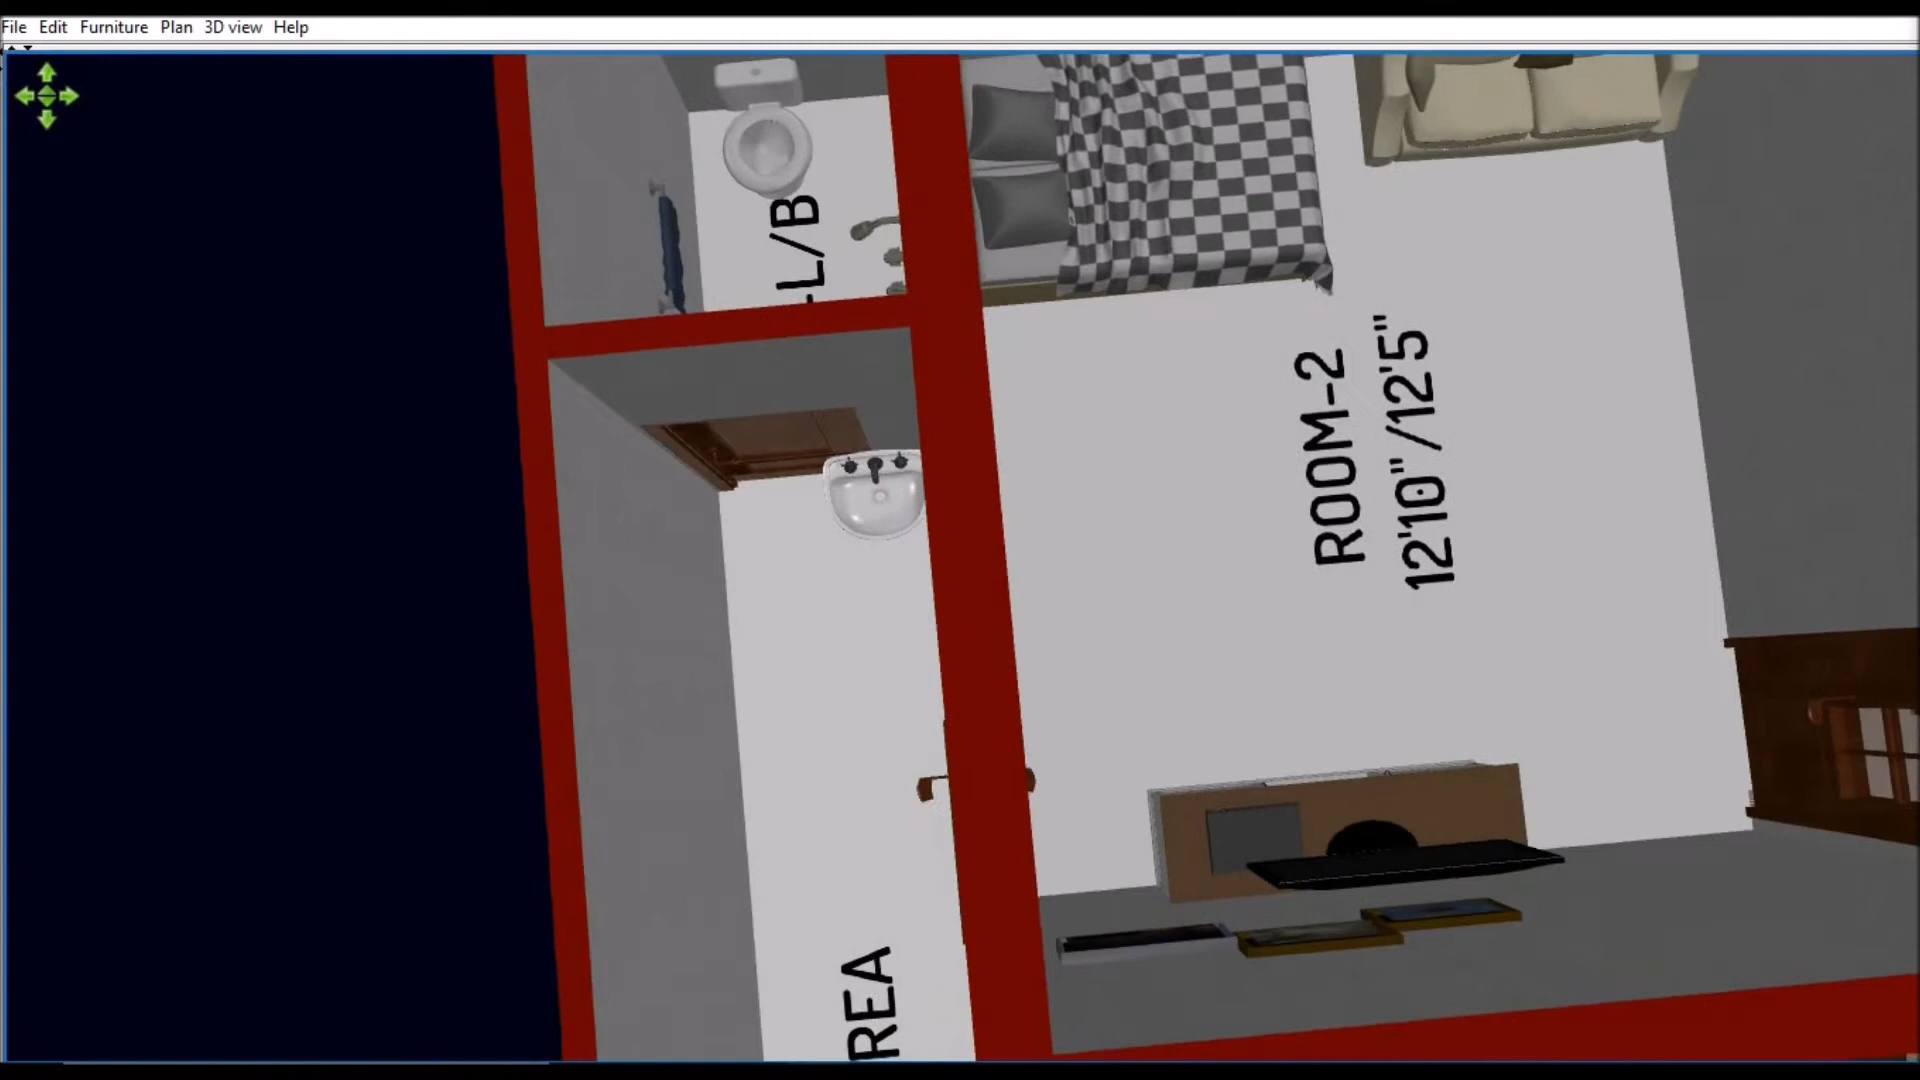 File Edit Furniture Plan 3D view Help
-L/B
ROOM-2
12'10"/12'5"
REA